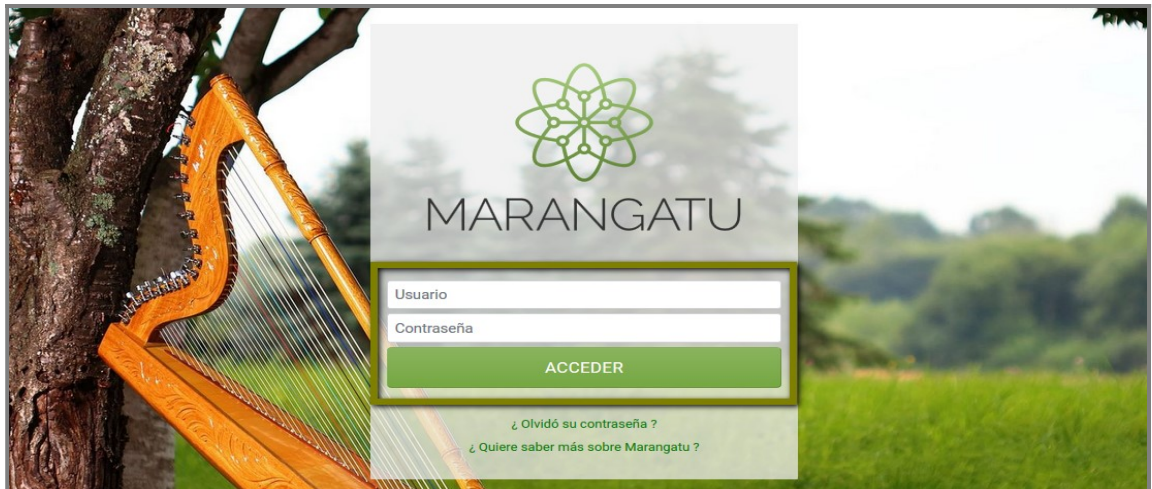 MARANGATU
Usuario
Contraseña
ACCEDER
¿ Olvidó su contraseña ?
¿ Quiere saber más sobre Marangatu ?